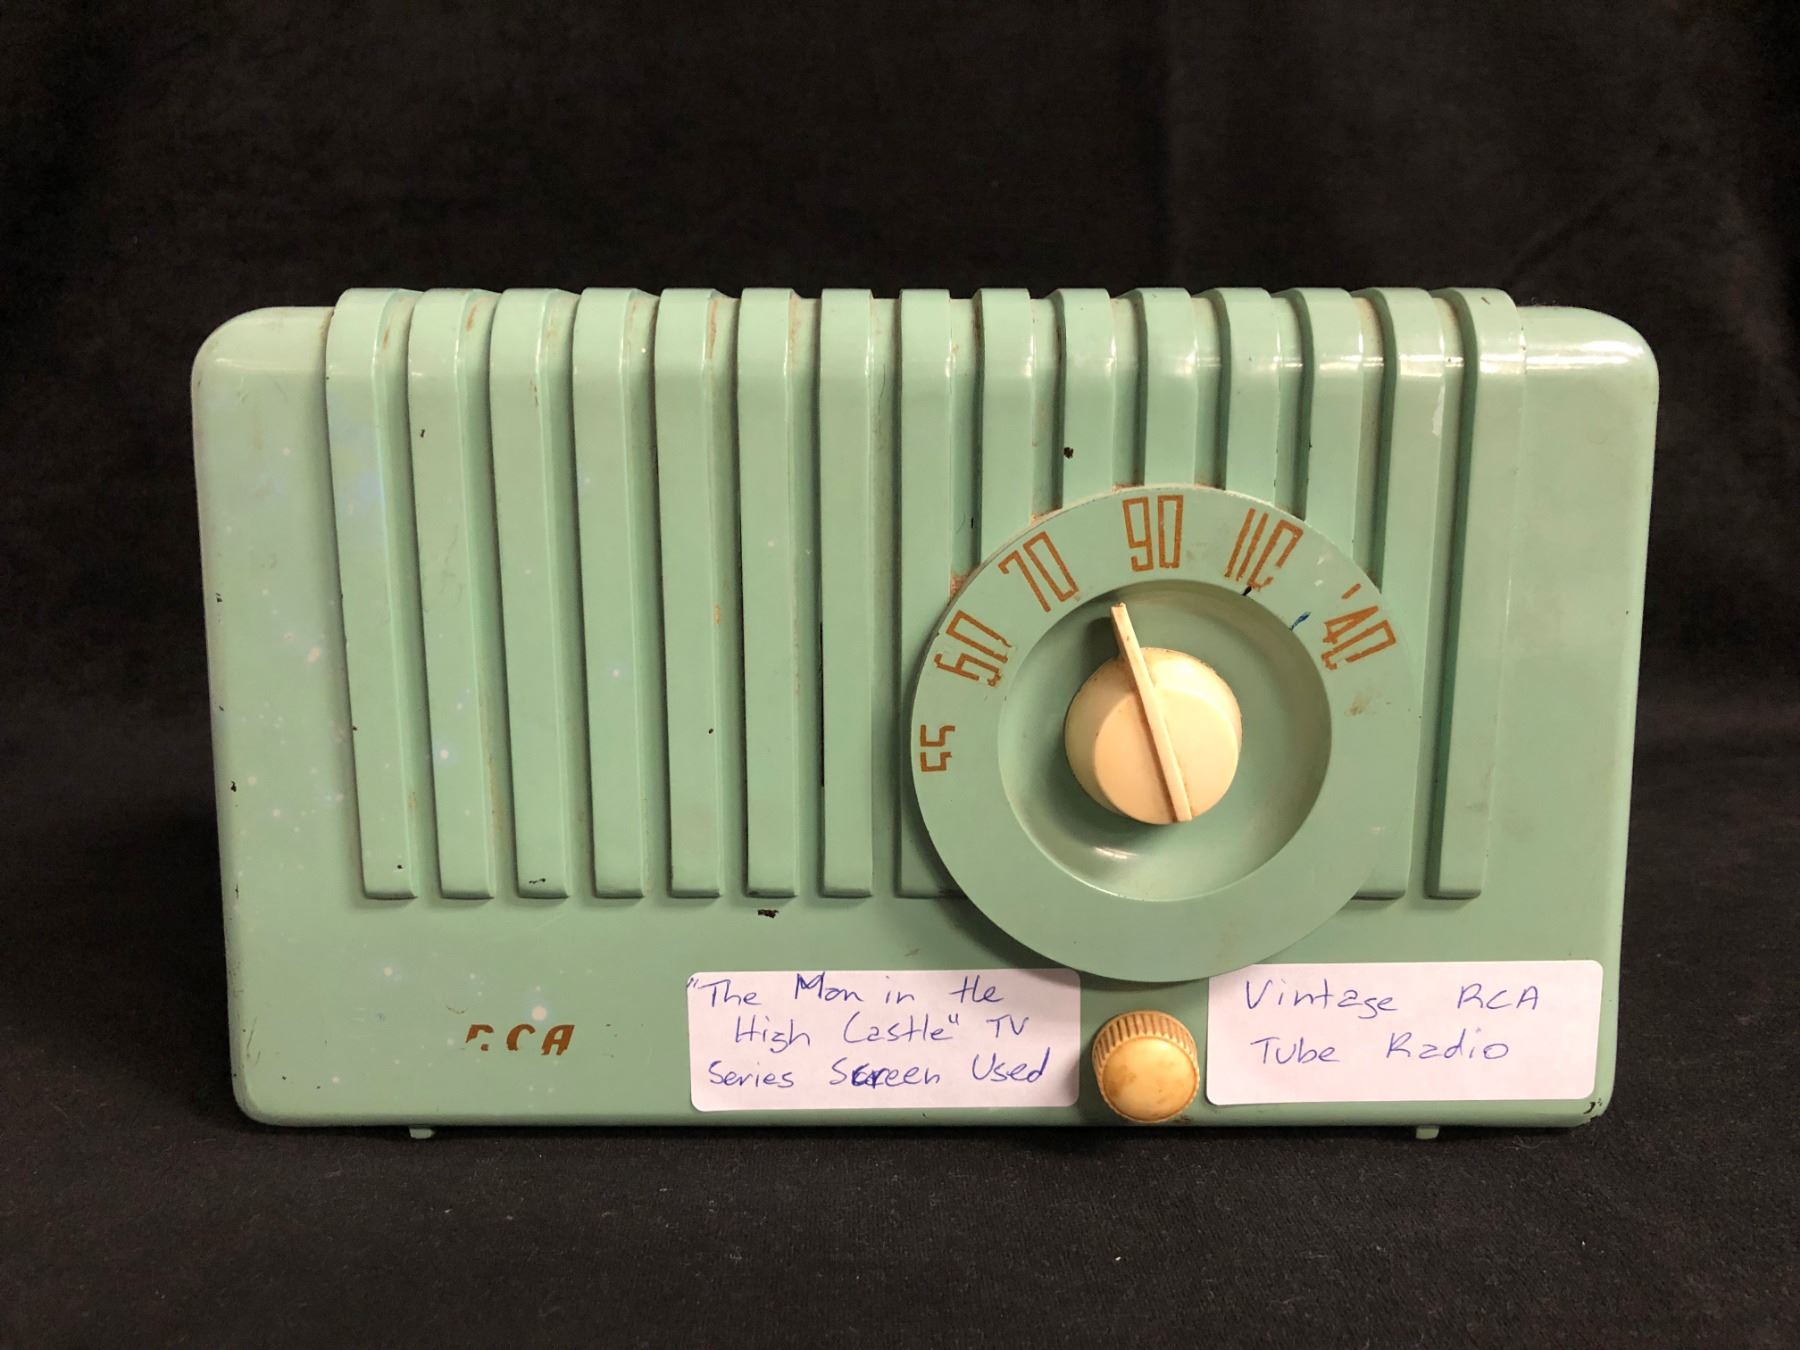 55
60
70
90
110
'40
RCA
"The Man in the
High Castle" TV
Series Screen Used
Vintage RCA
Tube Radio